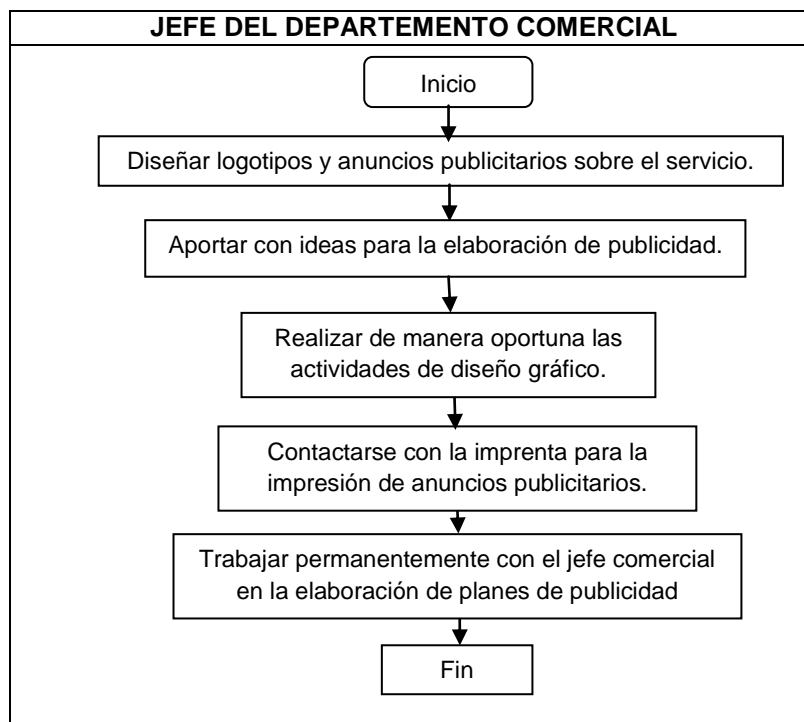 JEFE DEL DEPARTEMENTO COMERCIAL
Inicio
Diseñar logotipos y anuncios publicitarios sobre el servicio.
Aportar con ideas para la elaboración de publicidad.
Realizar de manera oportuna las
actividades de diseño gráfico.
Contactarse con la imprenta para la
impresión de anuncios publicitarios.
Trabajar permanentemente con el jefe comercial
en la elaboración de planes de publicidad
Fin